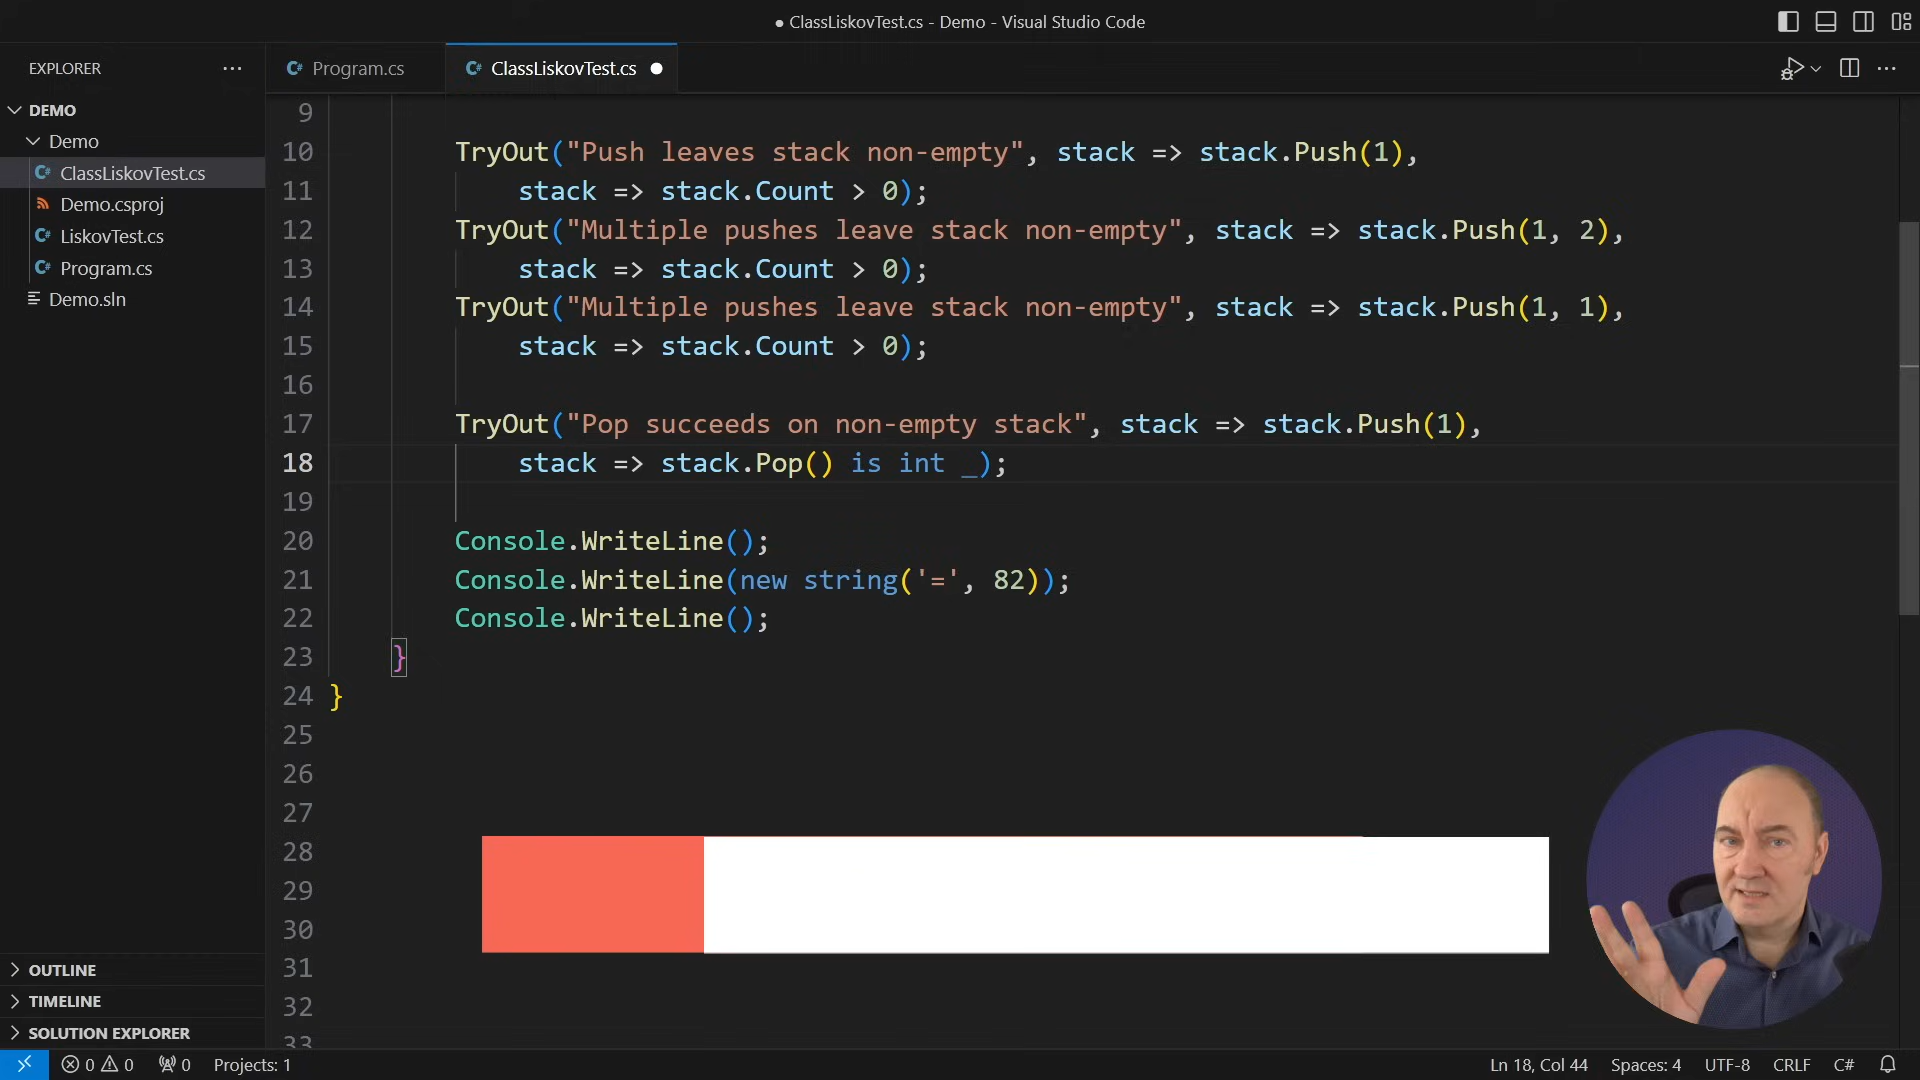 ● ClassLiskovTest.cs - Demo - Visual Studio Code
EXPLORER
DEMO
Demo
ClassLiskovTest.cs
Demo.csproj
LiskovTest.cs
Program.cs
Demo.sln
OUTLINE
TIMELINE
SOLUTION EXPLORER
Program.cs
ClassLiskovTest.cs
9
10 TryOut("Push leaves stack non-empty", stack => stack.Push(1),
11 stack => stack.Count > 0);
12 TryOut("Multiple pushes leave stack non-empty", stack => stack.Push(1, 2),
13 stack => stack.Count > 0);
14 TryOut("Multiple pushes leave stack non-empty", stack => stack.Push(1, 1),
15 stack => stack.Count > 0);
16
17 TryOut("Pop succeeds on non-empty stack", stack => stack.Push(1),
18 stack => stack.Pop() is int _);
19
20 Console.WriteLine();
21 Console.WriteLine(new string('=', 82));
22 Console.WriteLine();
23 }
24 }
25
26
27
28
29
30
31
32
33
0 0 0 Projects: 1
Ln 18, Col 44 Spaces: 4 UTF-8 CRLF C#